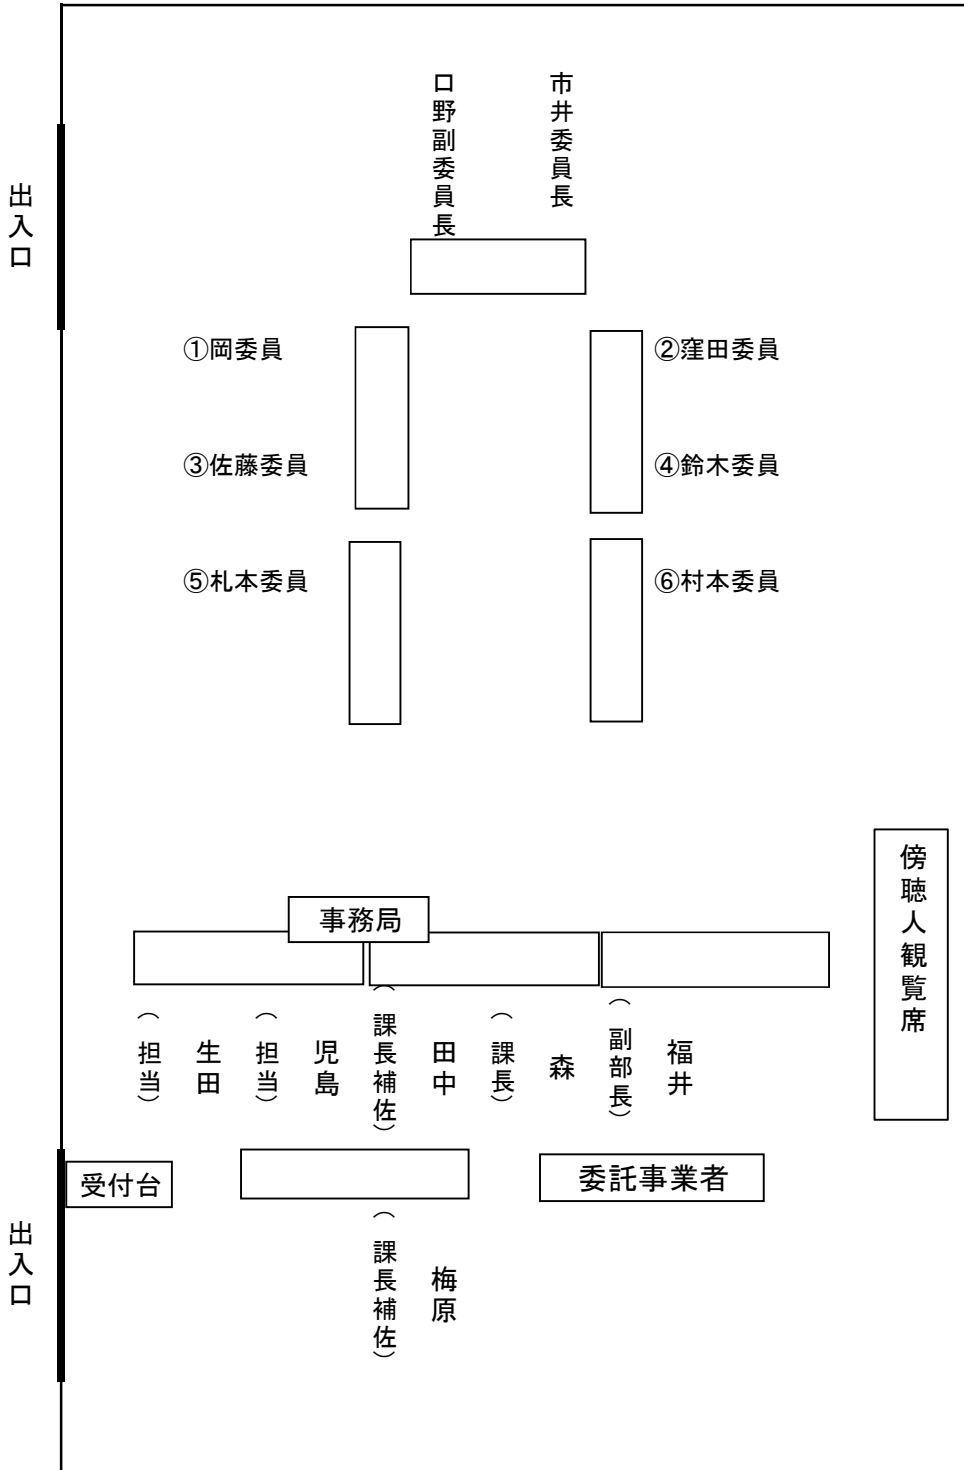 市井委員長
口野副委員長
出入口
①岡委員
②窪田委員
③佐藤委員
④鈴木委員
⑤札本委員
⑥村本委員
傍聴人観覧席
事務局
福井
（副部長）
森
（課長）
田中
（課長補佐）
児島
（担当）
生田
（担当）
受付台
委託事業者
出入口
梅原
（課長補佐）